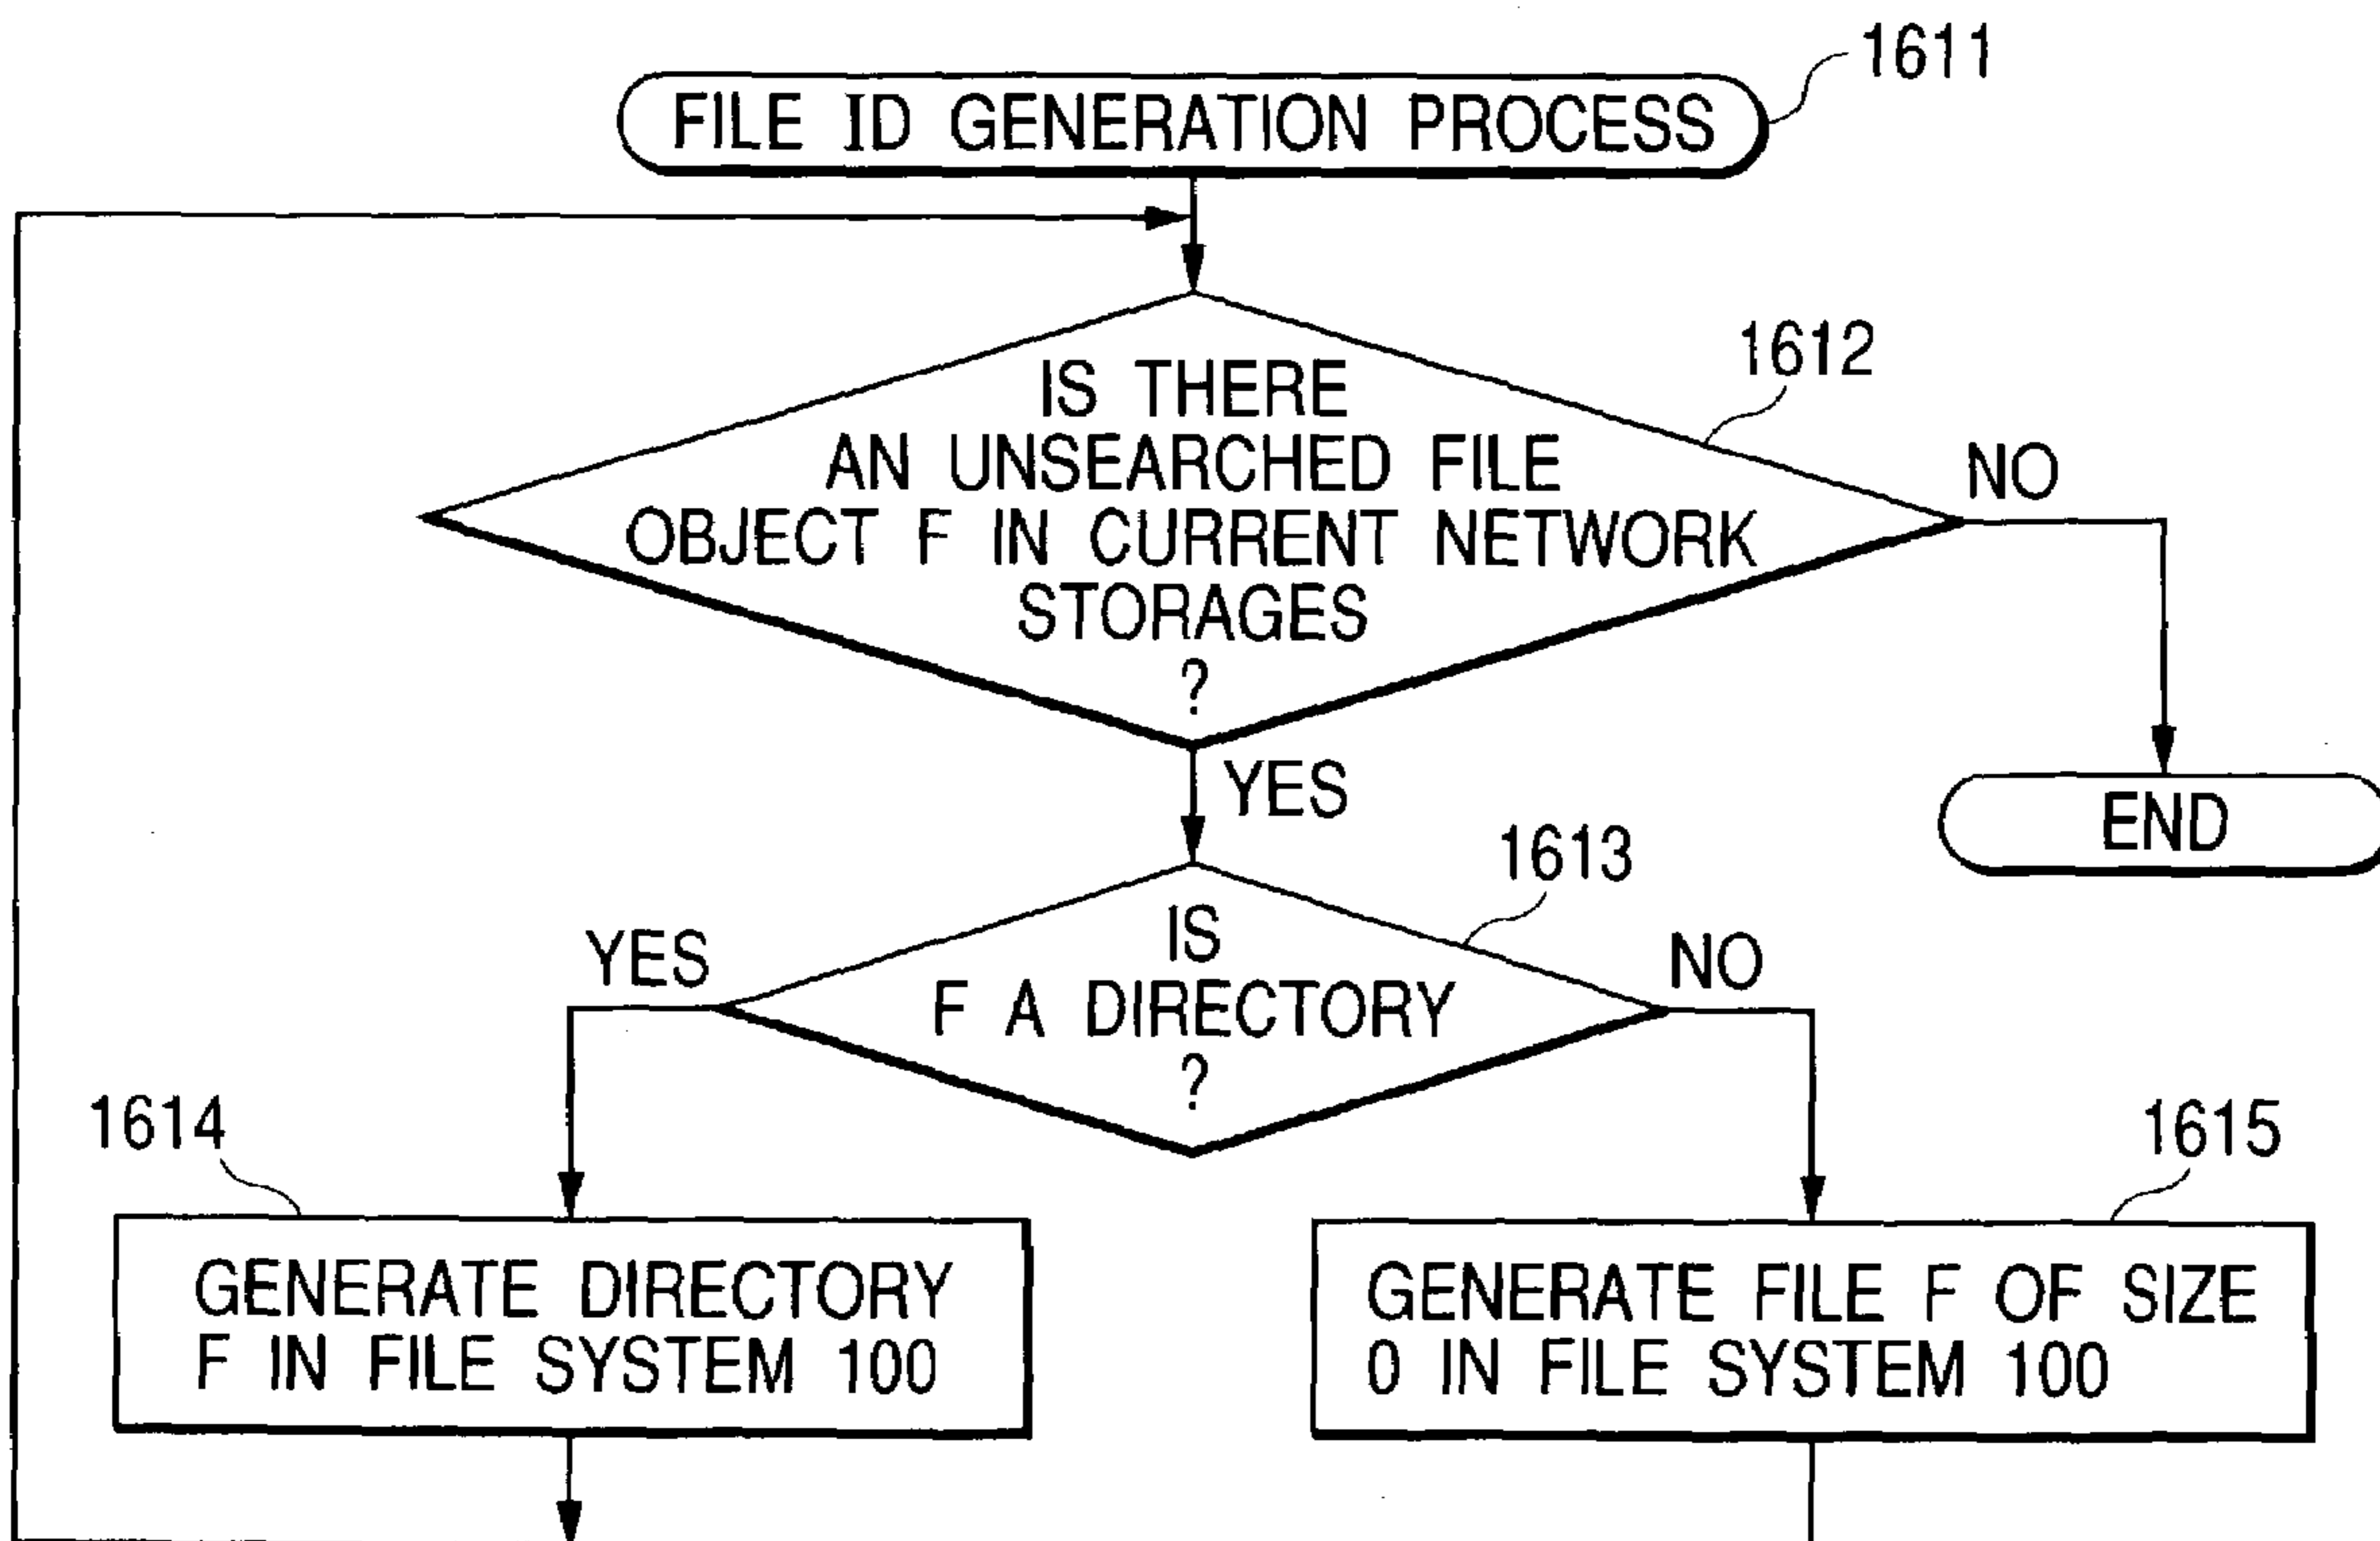 1611
FILE ID GENERATION PROCESS
1612
IS THERE
AN UNSEARCHED FILE
OBJECT F IN CURRENT NETWORK
STORAGES
?
NO
YES
END
1613
IS
F A DIRECTORY
?
YES
NO
1614
1615
GENERATE DIRECTORY
F IN FILE SYSTEM 100
GENERATE FILE F OF SIZE
0 IN FILE SYSTEM 100